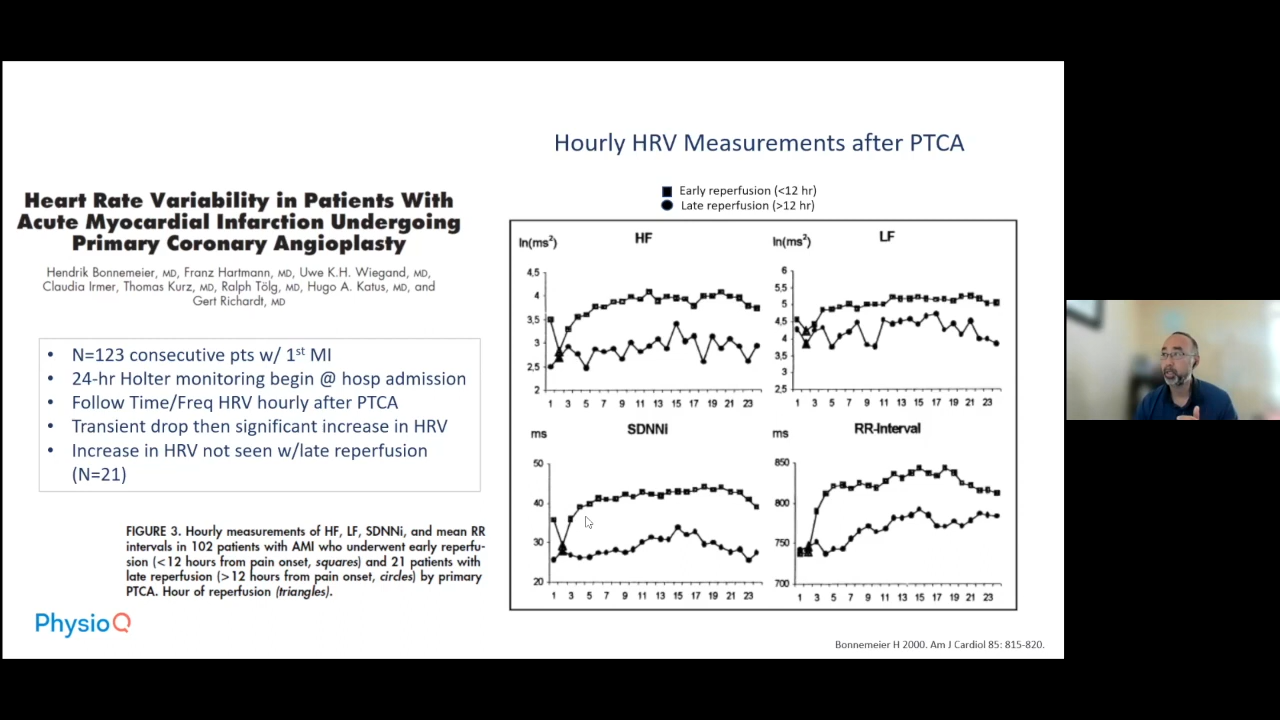 Hourly HRV Measurements after PTCA
Early reperfusion (<12 hr)
Late reperfusion (>12 hr)
Heart Rate Variability in Patients With
Acute Myocardial Infarction Undergoing
Primary Coronary Angioplasty
Hendrik Bonnemeier, MD, Franz Hartmann, MD, Uwe K.H. Wiegand, MD,
Claudia Irmer, Thomas Kurz, MD, Ralph Tölg, MD, Hugo A. Katus, MD, and
Gert Richardt, MD
• N=123 consecutive pts w/ 1st MI
• 24-hr Holter monitoring begin @ hosp admission
• Follow Time/Freq HRV hourly after PTCA
• Transient drop then significant increase in HRV
• Increase in HRV not seen w/late reperfusion
(N=21)
FIGURE 3. Hourly measurements of HF, LF, SDNNi, and mean RR
intervals in 102 patients with AMI who underwent early reperfu-
sion (<12 hours from pain onset, squares) and 21 patients with
late reperfusion (>12 hours from pain onset, circles) by primary
PTCA. Hour of reperfusion (triangles).
PhysioQ
ln(ms²)
HF
4,5
4
3,5
3
2,5
2
1 3 5 7 9 11 13 15 17 19 21 23
ln(ms²)
LF
6
5,5
5
4,5
4
3,5
3
2,5
1 3 5 7 9 11 13 15 17 19 21 23
ms
SDNNi
50
40
30
20
1 3 5 7 9 11 13 15 17 19 21 23
ms
RR-Interval
850
800
750
700
1 3 5 7 9 11 13 15 17 19 21 23
Bonnemeier H 2000. Am J Cardiol 85: 815-820.